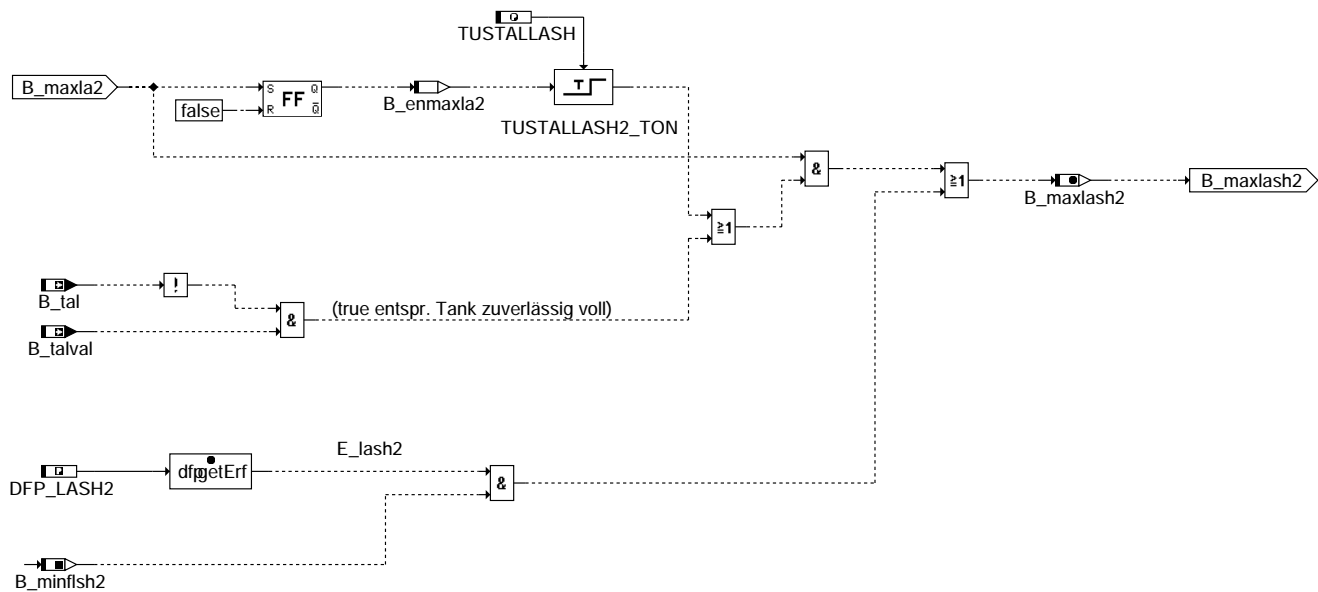 TUSTALLASH
B_maxla2
S Q
FF
R Q̅
false
B_enmaxla2
T
TUSTALLASH2_TON
&
≧1
B_maxlash2
B_maxlash2
≧1
B_tal
!
B_talval
&
(true entspr. Tank zuverlässig voll)
E_lash2
DFP_LASH2
dfpgetErf
&
B_minflsh2